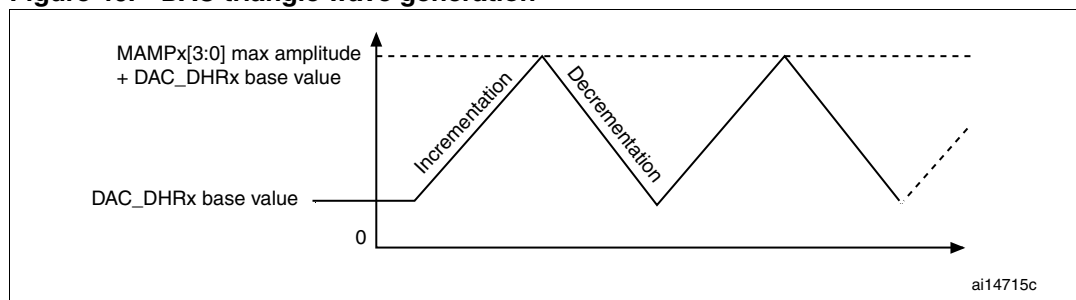 Figure DAC triangle wave generation
MAMPx[3:0] max amplitude
+ DAC_DHRx base value
Incrementation
Decrementation
DAC_DHRx base value
0
ai14715c